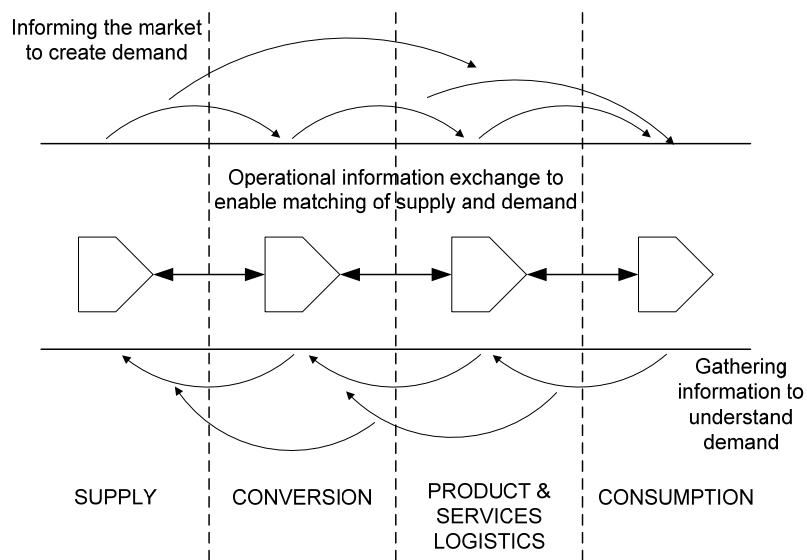 Informing the market
to create demand
Operational information exchange to
enable matching of supply and demand
Gathering
information to
understand
demand
SUPPLY
CONVERSION
PRODUCT &
SERVICES
LOGISTICS
CONSUMPTION